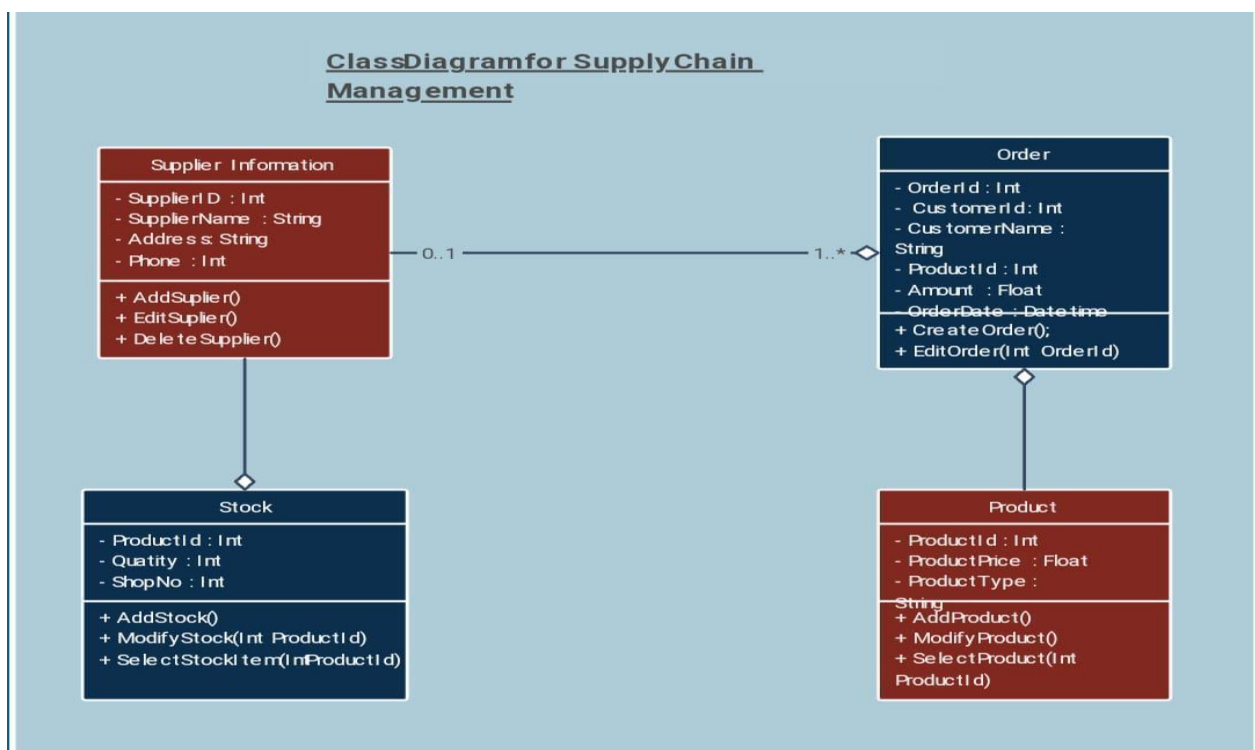 ClassDiagramfor SupplyChain
Management
Supplier Information
- SupplierID : Int
- SupplierName : String
- Address: String
- Phone : Int
+ AddSuplier()
+ EditSuplier()
+ DeleteSupplier()
0..1
1..*
Order
- OrderId : Int
- CustomerId: Int
- CustomerName :
String
- ProductId : Int
- Amount : Float
- OrderDate : Datetime
+ CreateOrder();
+ EditOrder(Int OrderId)
Stock
- ProductId : Int
- Quatity : Int
- ShopNo : Int
+ AddStock()
+ ModifyStock(Int ProductId)
+ SelectStockItem(IntProductId)
Product
- ProductId : Int
- ProductPrice : Float
- ProductType :
String
+ AddProduct()
+ ModifyProduct()
+ SelectProduct(Int
ProductId)